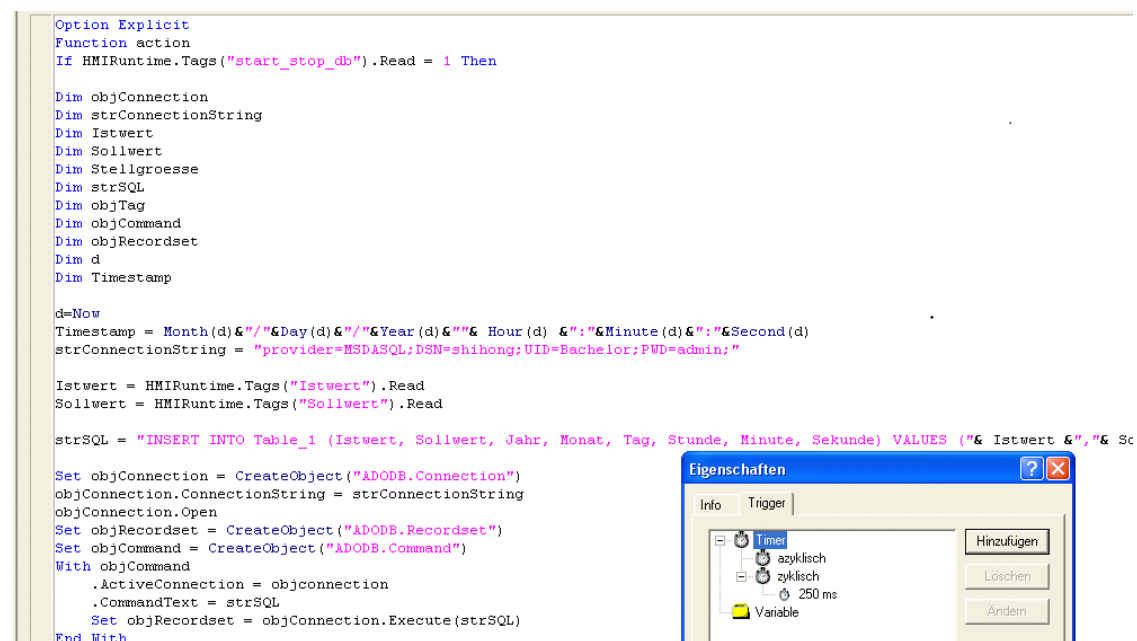 Option Explicit
Function action
If HMIRuntime.Tags("start_stop_db").Read = 1 Then
Dim objConnection
Dim strConnectionString
Dim Istwert
Dim Sollwert
Dim Stellgroesse
Dim strSQL
Dim objTag
Dim objCommand
Dim objRecordset
Dim d
Dim Timestamp
d=Now
Timestamp = Month(d)&"/"&Day(d)&"/"&Year(d)&""& Hour(d) &":"&Minute(d)&":"&Second(d)
strConnectionString = "provider=MSDASQL;DSN=shihong;UID=Bachelor;PWD=admin;"
Istwert = HMIRuntime.Tags("Istwert").Read
Sollwert = HMIRuntime.Tags("Sollwert").Read
strSQL = "INSERT INTO Table_1 (Istwert, Sollwert, Jahr, Monat, Tag, Stunde, Minute, Sekunde) VALUES ("& Istwert &","& So
Set objConnection = CreateObject("ADODB.Connection")
objConnection.ConnectionString = strConnectionString
objConnection.Open
Set objRecordset = CreateObject("ADODB.Recordset")
Set objCommand = CreateObject("ADODB.Command")
With objCommand
.ActiveConnection = objconnection
.CommandText = strSQL
Set objRecordset = objConnection.Execute(strSQL)
End With
Eigenschaften
Info Trigger
Timer
azyklisch
zyklisch
250 ms
Variable
Hinzufügen
Löschen
Ändern